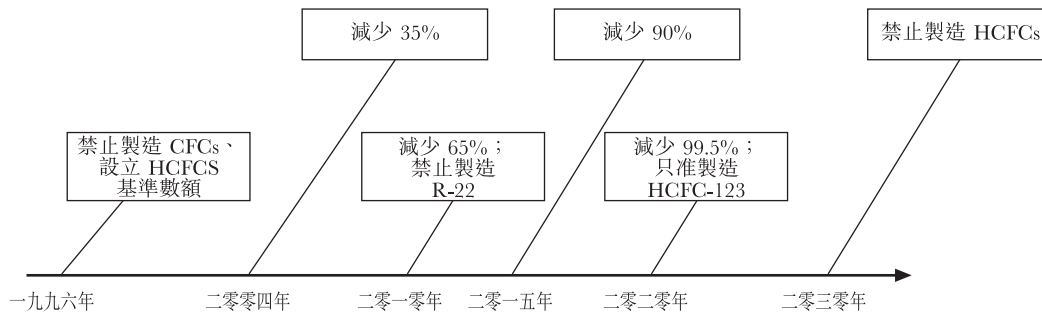 減少 35%
減少 90%
禁止製造 HCFCs
禁止製造 CFCs、
設立 HCFCS
基準數額
減少 65%；
禁止製造
R-22
減少 99.5%；
只准製造
HCFC-123
一九九六年
二零零四年
二零一零年
二零一五年
二零二零年
二零三零年